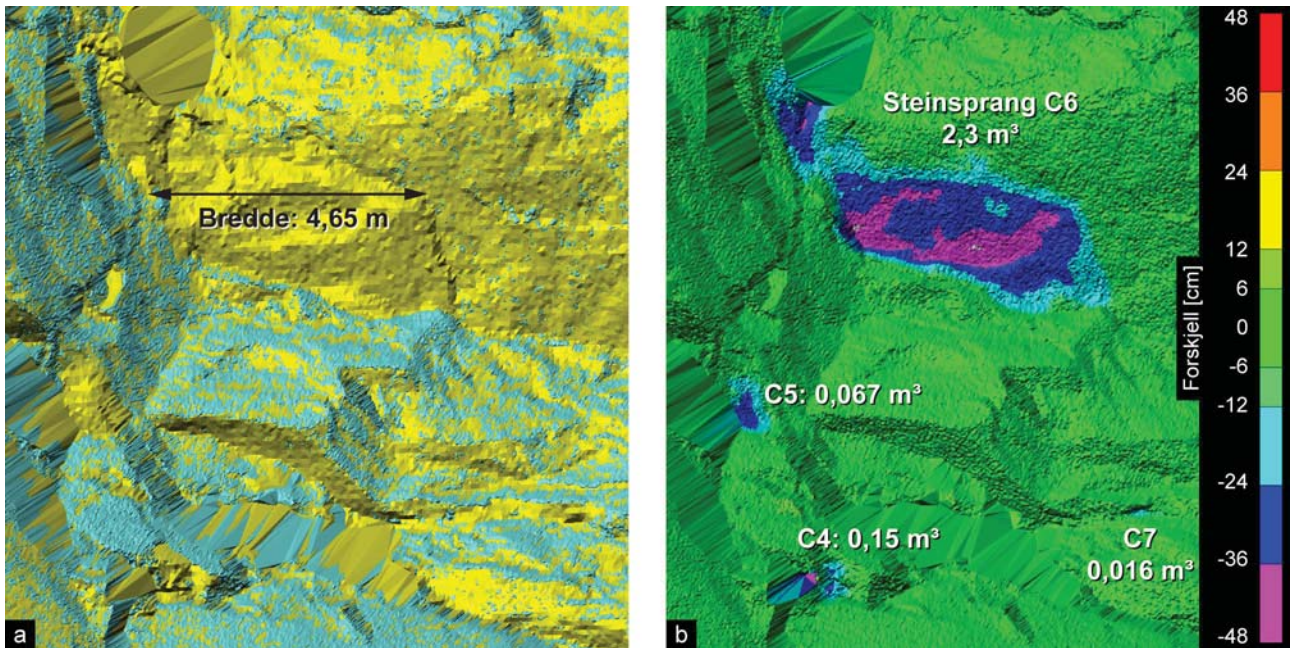 Bredde: 4,65 m
a
Steinsprang C6
2,3 m³
C5: 0,067 m³
C4: 0,15 m³
C7
0,016 m³
b
Forskjell [cm]
48
36
24
12
6
0
-6
-12
-24
-36
-48